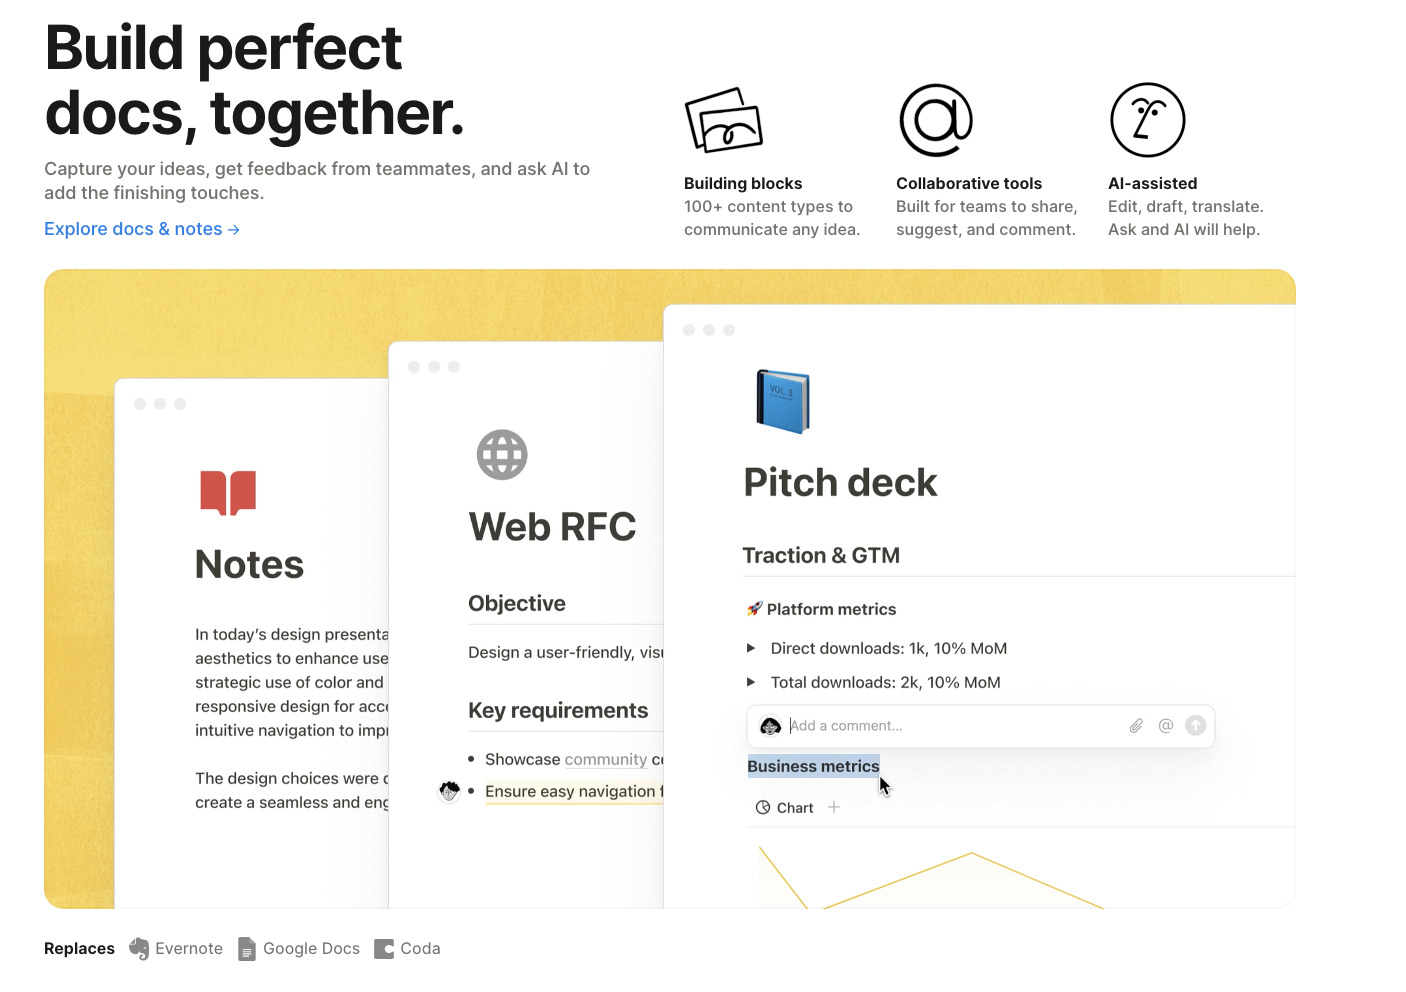 Build perfect
docs, together.
Capture your ideas, get feedback from teammates, and ask AI to
add the finishing touches.
Explore docs & notes →
Building blocks
100+ content types to
communicate any idea.
Collaborative tools
Built for teams to share,
suggest, and comment.
AI-assisted
Edit, draft, translate.
Ask and AI will help.
Notes
In today's design presenta
aesthetics to enhance use
strategic use of color and
responsive design for acce
intuitive navigation to impr
The design choices were c
create a seamless and eng
Web RFC
Objective
Design a user-friendly, visu
Key requirements
• Showcase community co
• Ensure easy navigation f
VOL. 3
Pitch deck
Traction & GTM
🚀 Platform metrics
Direct downloads: 1k, 10% MoM
Total downloads: 2k, 10% MoM
Add a comment...
@
Business metrics
Chart +
Replaces Evernote Google Docs Coda